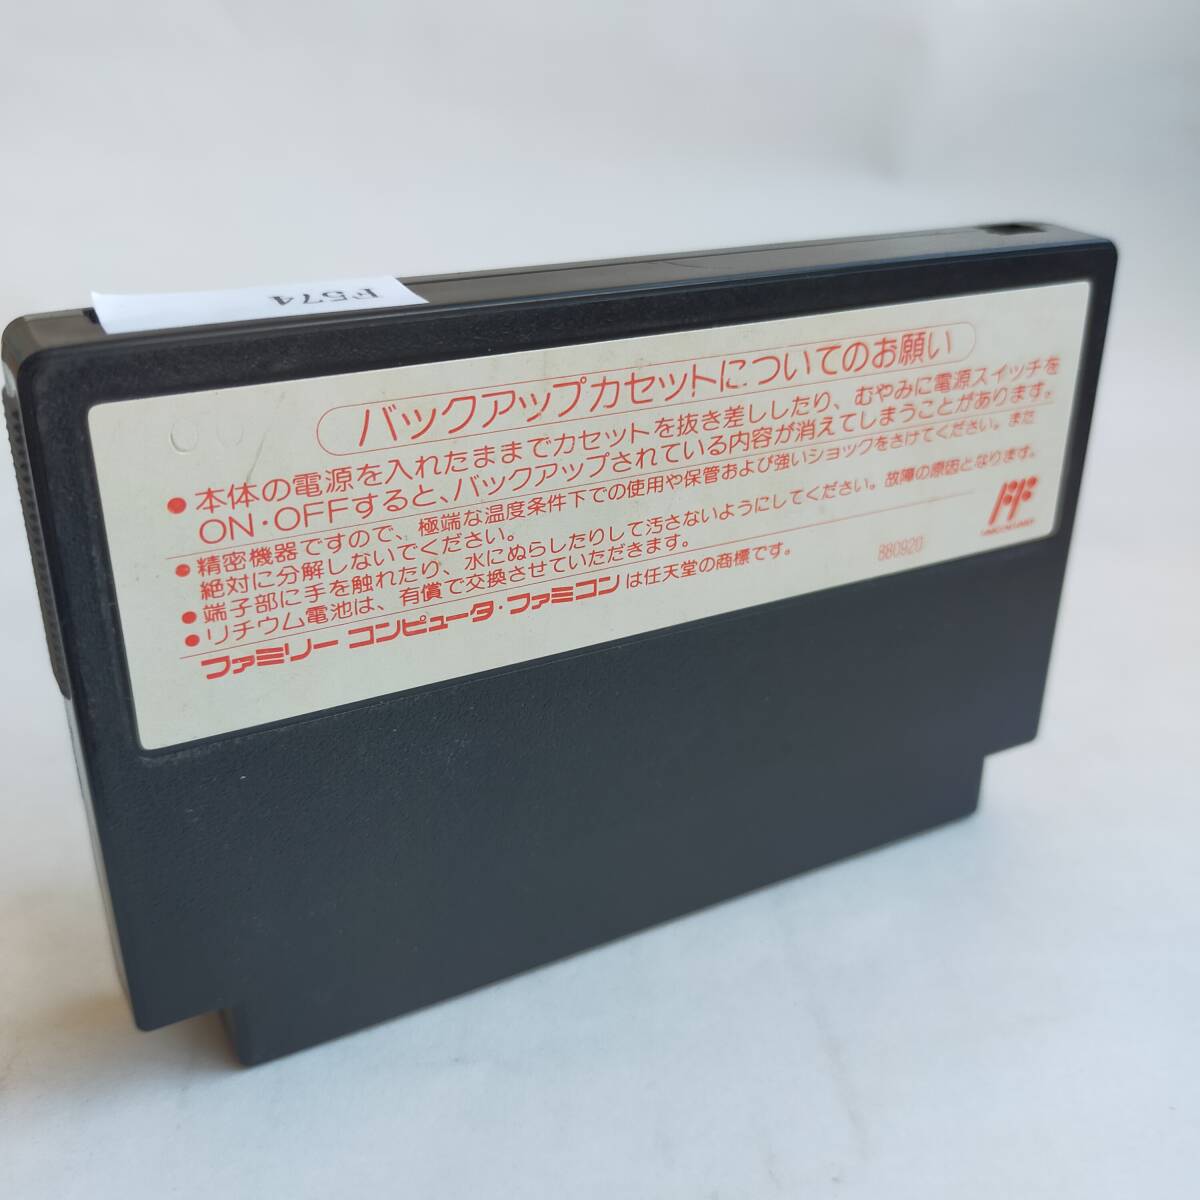 F574
バックアップカセットについてのお願い
●本体の電源を入れたままでカセットを抜き差ししたり、むやみに電源スイッチを
ON・OFFすると、バックアップされている内容が消えてしまうことがあります。
●精密機器ですので、極端な温度条件下での使用や保管および強いショックをさけてください。また
絶対に分解しないでください。
●端子部に手を触れたり、水にぬらしたりして汚さないようにしてください。故障の原因となります。
●リチウム電池は、有償で交換させていただきます。
ファミリーコンピュータ・ファミコンは任天堂の商標です。
880920